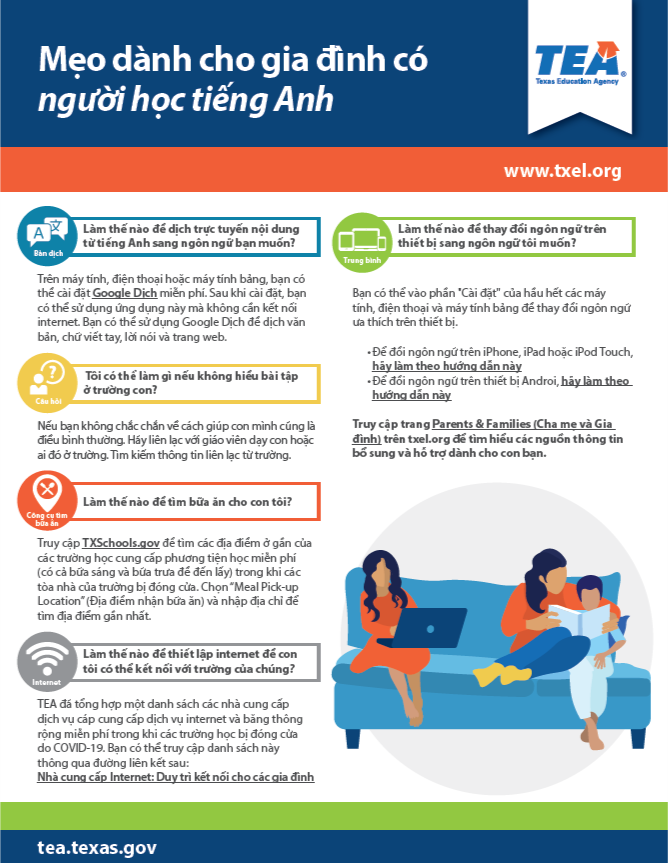 Mẹo dành cho gia đình có
người học tiếng Anh
TEA
Texas Education Agency
www.txel.org
Bản dịch
Làm thế nào để dịch trực tuyến nội dung
từ tiếng Anh sang ngôn ngữ bạn muốn?
Trên máy tính, điện thoại hoặc máy tính bảng, bạn có
thể cài đặt Google Dịch miễn phí. Sau khi cài đặt, bạn
có thể sử dụng ứng dụng này mà không cần kết nối
internet. Bạn có thể sử dụng Google Dịch để dịch văn
bản, chữ viết tay, lời nói và trang web.
Câu hỏi
Tôi có thể làm gì nếu không hiểu bài tập
ở trường con?
Nếu bạn không chắc chắn về cách giúp con mình cũng là
điều bình thường. Hãy liên lạc với giáo viên dạy con hoặc
ai đó ở trường. Tìm kiếm thông tin liên lạc từ trường.
Công cụ tìm
bữa ăn
Làm thế nào để tìm bữa ăn cho con tôi?
Truy cập TXSchools.gov để tìm các địa điểm ở gần của
các trường học cung cấp phương tiện học miễn phí
(có cả bữa sáng và bữa trưa để đến lấy) trong khi các
tòa nhà của trường bị đóng cửa. Chọn “Meal Pick-up
Location” (Địa điểm nhận bữa ăn) và nhập địa chỉ để
tìm địa điểm gần nhất.
Internet
Làm thế nào để thiết lập internet để con
tôi có thể kết nối với trường của chúng?
TEA đã tổng hợp một danh sách các nhà cung cấp
dịch vụ cáp cung cấp dịch vụ internet và băng thông
rộng miễn phí trong khi các trường học bị đóng cửa
do COVID-19. Bạn có thể truy cập danh sách này
thông qua đường liên kết sau:
Nhà cung cấp Internet: Duy trì kết nối cho các gia đình
Trung bình
Làm thế nào để thay đổi ngôn ngữ trên
thiết bị sang ngôn ngữ tôi muốn?
Bạn có thể vào phần "Cài đặt" của hầu hết các máy
tính, điện thoại và máy tính bảng để thay đổi ngôn ngữ
ưa thích trên thiết bị.
•Để đổi ngôn ngữ trên iPhone, iPad hoặc iPod Touch,
hãy làm theo hướng dẫn này
•Để đổi ngôn ngữ trên thiết bị Androi, hãy làm theo
hướng dẫn này
Truy cập trang Parents & Families (Cha mẹ và Gia
đình) trên txel.org để tìm hiểu các nguồn thông tin
bổ sung và hỗ trợ dành cho con bạn.
tea.texas.gov